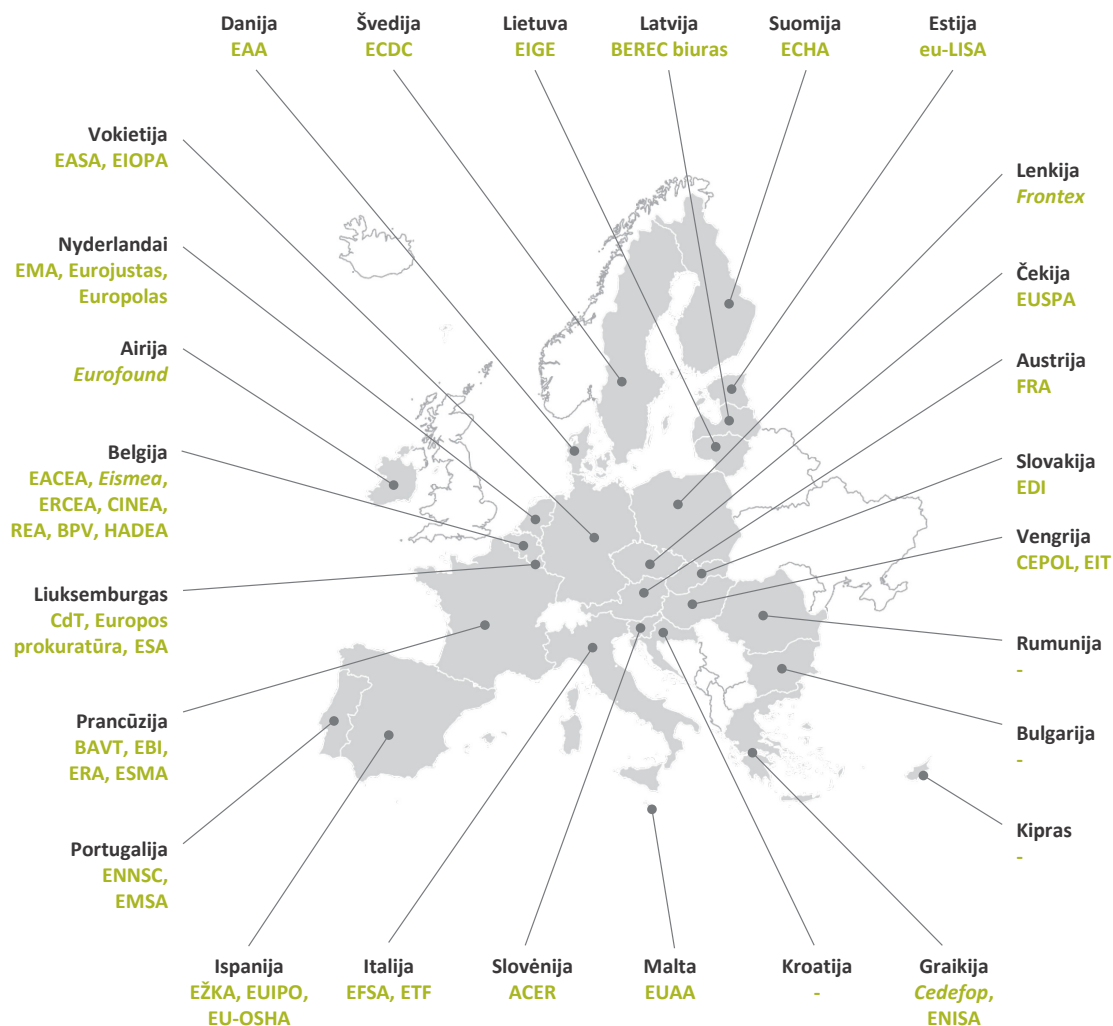 Danija
EAA
Švedija
ECDC
Lietuva
EIGE
Latvija
BEREC biuras
Suomija
ECHA
Estija
eu-LISA
Vokietija
EASA, EIOPA
Nyderlandai
EMA, Eurojustas,
Europolas
Airija
Eurofound
Belgija
EACEA, Eismea,
ERCEA, CINEA,
REA, BPV, HADEA
Liuksemburgas
CdT, Europos
prokuratūra, ESA
Prancūzija
BAVT, EBI,
ERA, ESMA
Portugalija
ENNSC,
EMSA
Lenkija
Frontex
Čekija
EUSPA
Austrija
FRA
Slovakija
EDI
Vengrija
CEPOL, EIT
Rumunija
-
Bulgarija
-
Kipras
-
Ispanija
EŽKA, EUIPO,
EU-OSHA
Italija
EFSA, ETF
Slovėnija
ACER
Malta
EUAA
Kroatija
-
Graikija
Cedefop,
ENISA